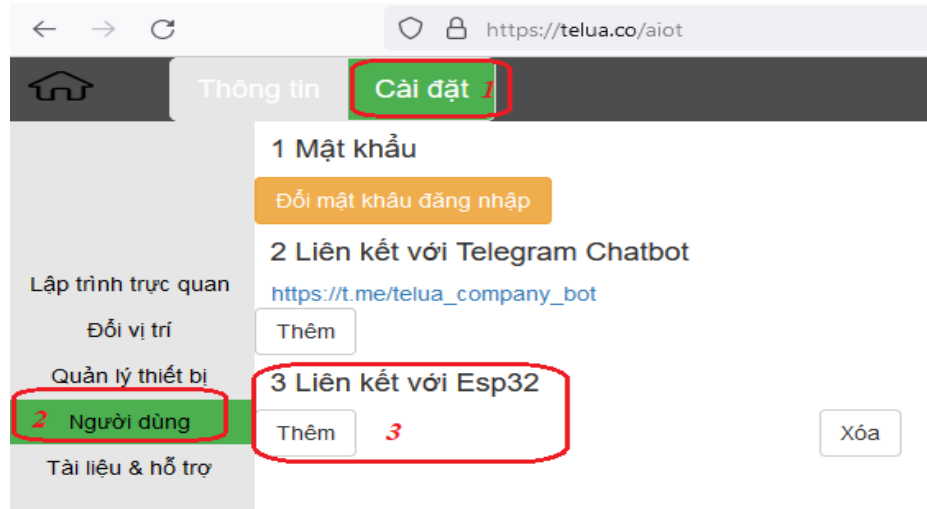 https://telua.co/aiot
Thông tin
Cài đặt 1
1 Mật khẩu
Đổi mật khâu đăng nhập
2 Liên kết với Telegram Chatbot
https://t.me/telua_company_bot
Thêm
3 Liên kết với Esp32
Thêm 3 Xóa
Lập trình trực quan
Đổi vị trí
Quản lý thiết bị
2 Người dùng
Tài liệu & hỗ trợ